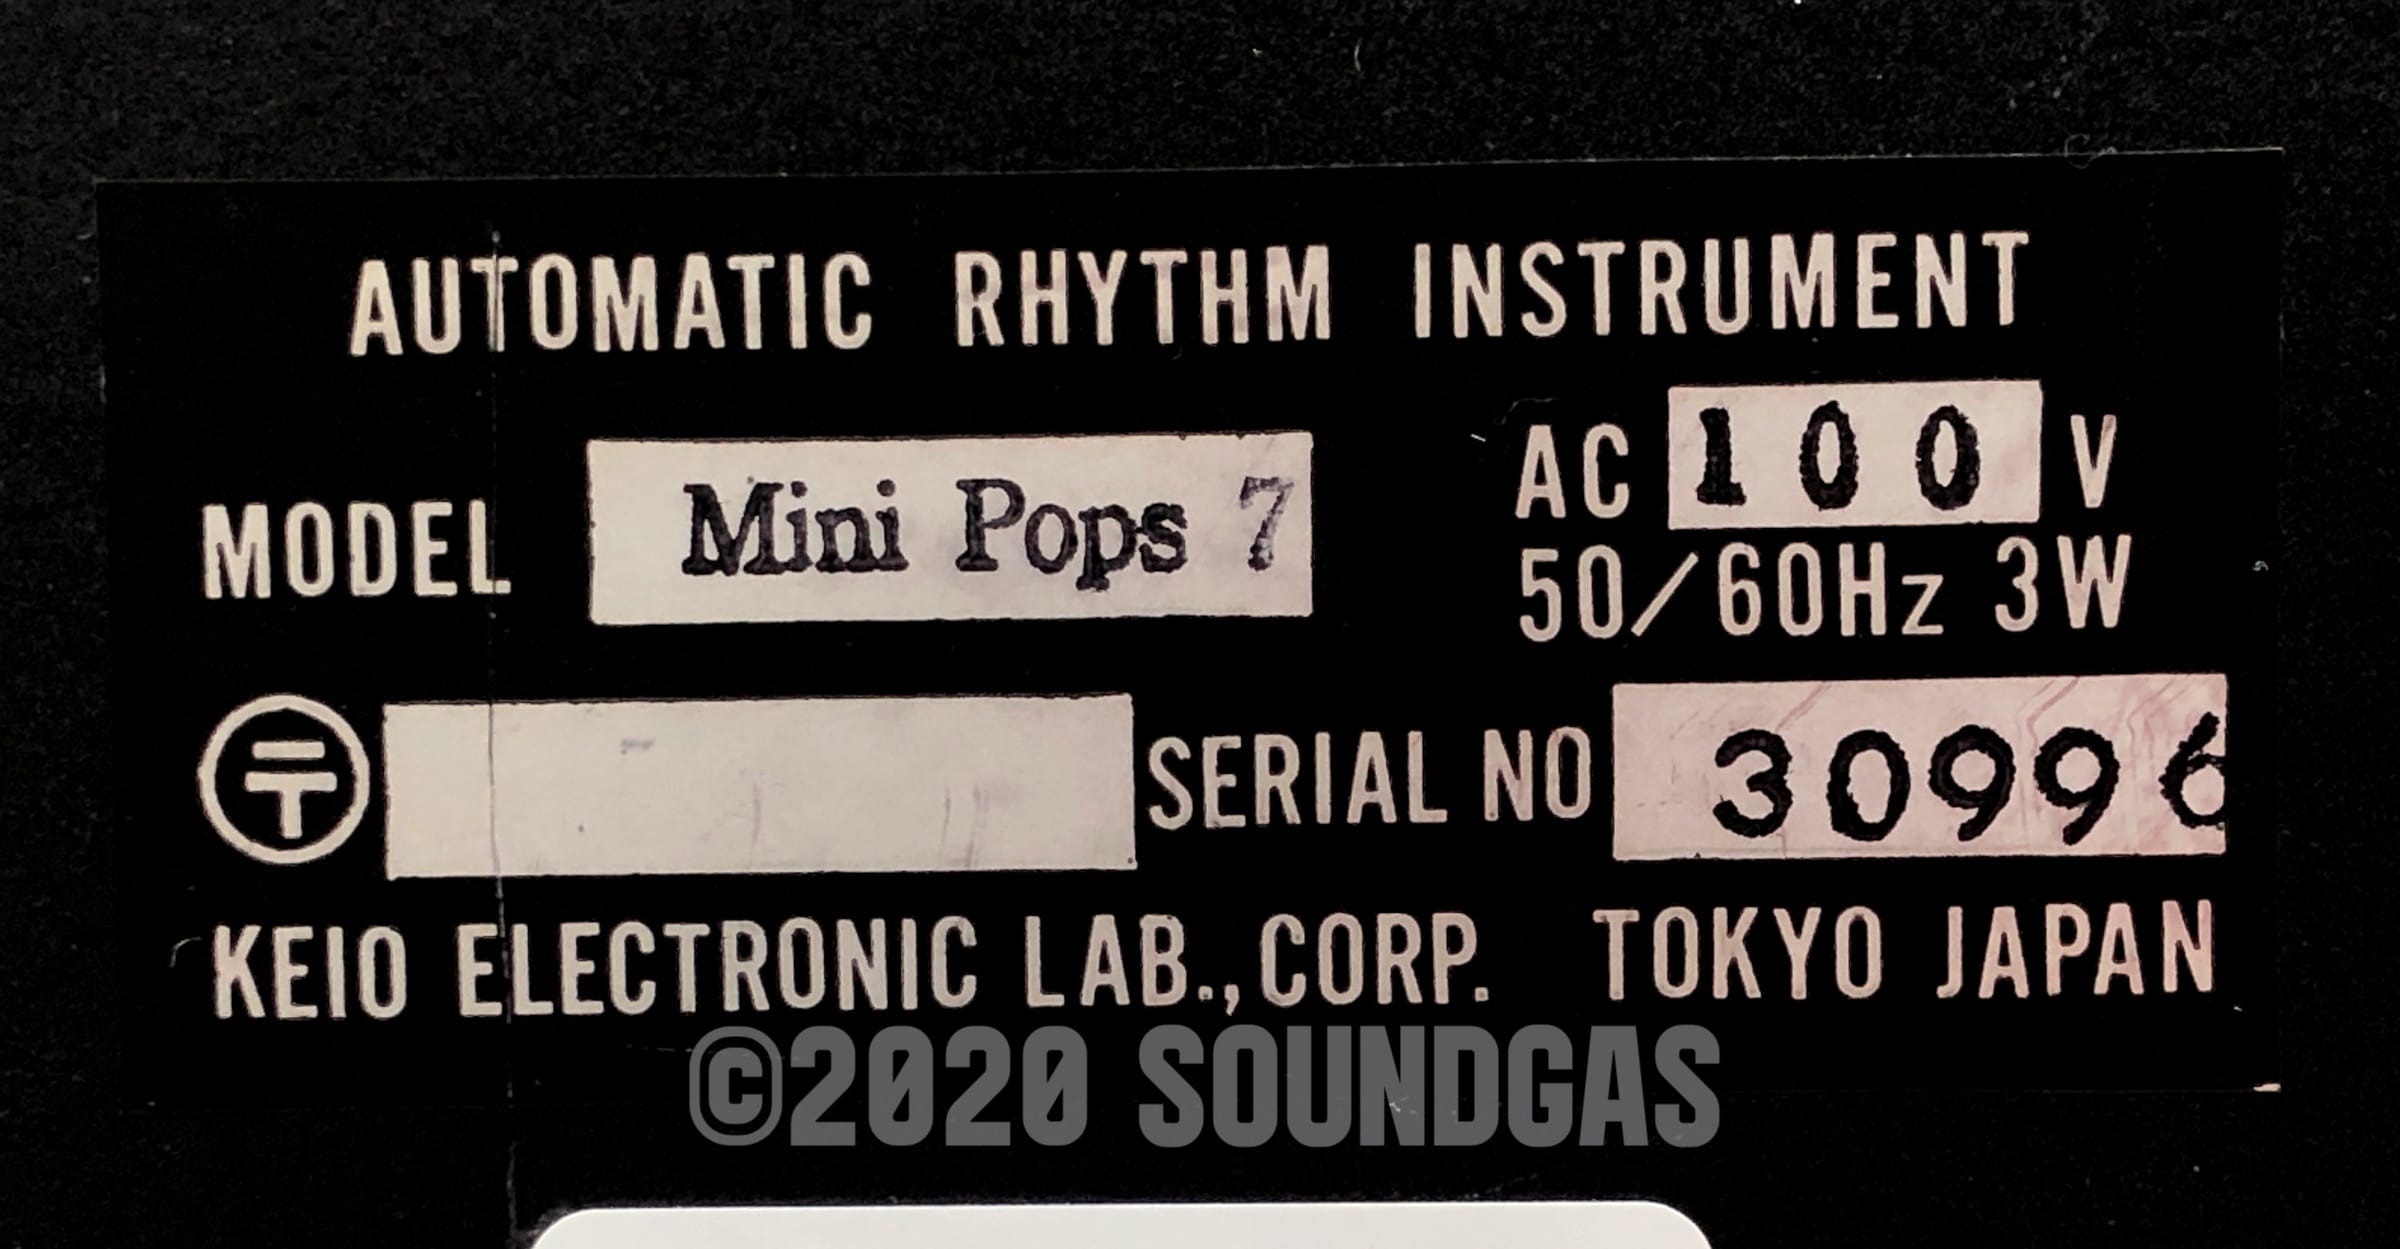 AUTOMATIC RHYTHM INSTRUMENT
MODEL Mini Pops 7 AC 100 V
50/60Hz 3W
〒 SERIAL NO 30996
KEIO ELECTRONIC LAB.,CORP. TOKYO JAPAN
©2020 SOUNDGAS